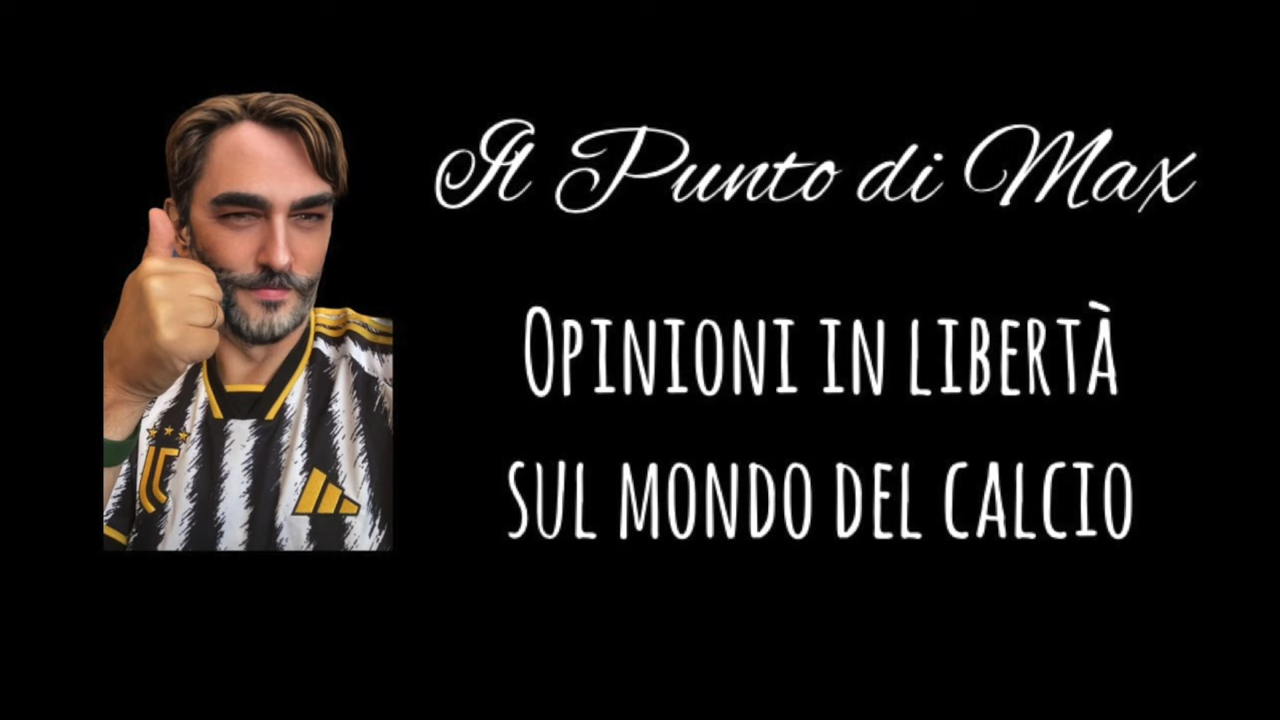 Il Punto di Max
Opinioni in libertà
sul mondo del calcio